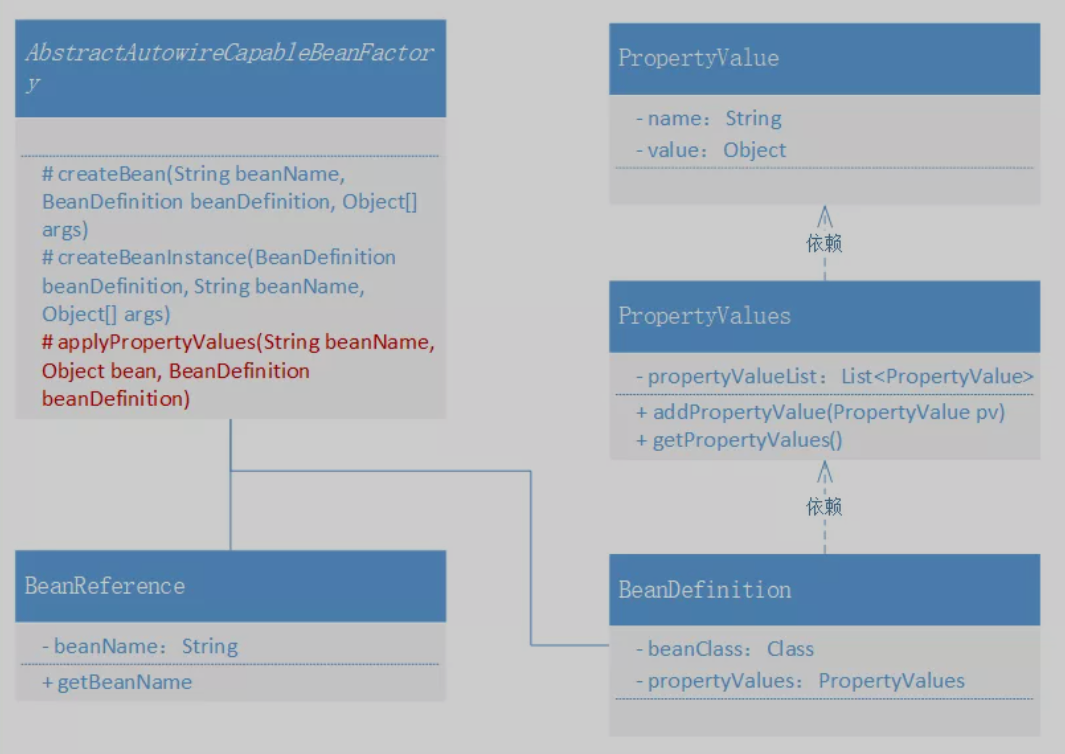 AbstractAutowireCapableBeanFactor
y
# createBean(String beanName,
BeanDefinition beanDefinition, Object[]
args)
# createBeanInstance(BeanDefinition
beanDefinition, String beanName,
Object[] args)
# applyPropertyValues(String beanName,
Object bean, BeanDefinition
beanDefinition)
BeanReference
- beanName：String
+ getBeanName
PropertyValue
- name：String
- value：Object
依赖
PropertyValues
- propertyValueList：List<PropertyValue>
+ addPropertyValue(PropertyValue pv)
+ getPropertyValues()
依赖
BeanDefinition
- beanClass：Class
- propertyValues：PropertyValues